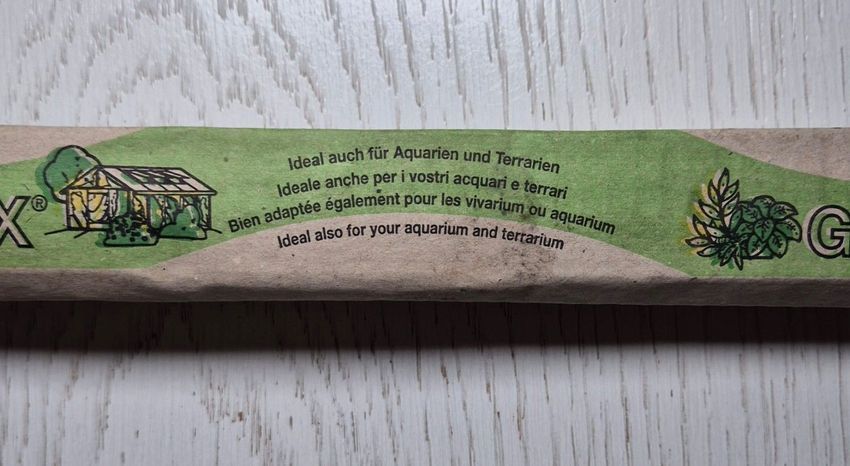 X®
Ideal auch für Aquarien und Terrarien
Ideale anche per i vostri acquari e terrari
Bien adaptée également pour les vivarium ou aquarium
Ideal also for your aquarium and terrarium
G